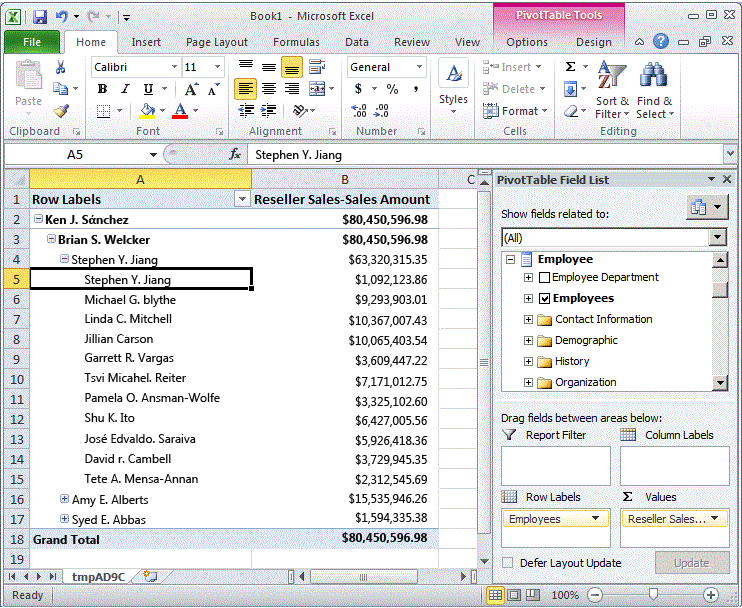 Book1 - Microsoft Excel
PivotTable Tools
File Home Insert Page Layout Formulas Data Review View Options Design
Calibri 11 General Insert
Paste B I U A A $ % , Styles Delete Sort & Find &
Format Filter Select
Clipboard Font Alignment Number Cells Editing
A5 fx Stephen Y. Jiang
A B C
1 Row Labels Reseller Sales-Sales Amount
2 Ken J. Sánchez $80,450,596.98
3 Brian S. Welcker $80,450,596.98
4 Stephen Y. Jiang $63,320,315.35
5 Stephen Y. Jiang $1,092,123.86
6 Michael G. blythe $9,293,903.01
7 Linda C. Mitchell $10,367,007.43
8 Jillian Carson $10,065,403.54
9 Garrett R. Vargas $3,609,447.22
10 Tsvi Micahel. Reiter $7,171,012.75
11 Pamela O. Ansman-Wolfe $3,325,102.60
12 Shu K. Ito $6,427,005.56
13 José Edvaldo. Saraiva $5,926,418.36
14 David r. Cambell $3,729,945.35
15 Tete A. Mensa-Annan $2,312,545.69
16 Amy E. Alberts $15,535,946.26
17 Syed E. Abbas $1,594,335.38
18 Grand Total $80,450,596.98
19
tmpAD9C
PivotTable Field List
Show fields related to:
(All)
Employee
Employee Department
Employees
Contact Information
Demographic
History
Organization
Drag fields between areas below:
Report Filter Column Labels
Row Labels Σ Values
Employees Reseller Sales...
Defer Layout Update Update
Ready 100%